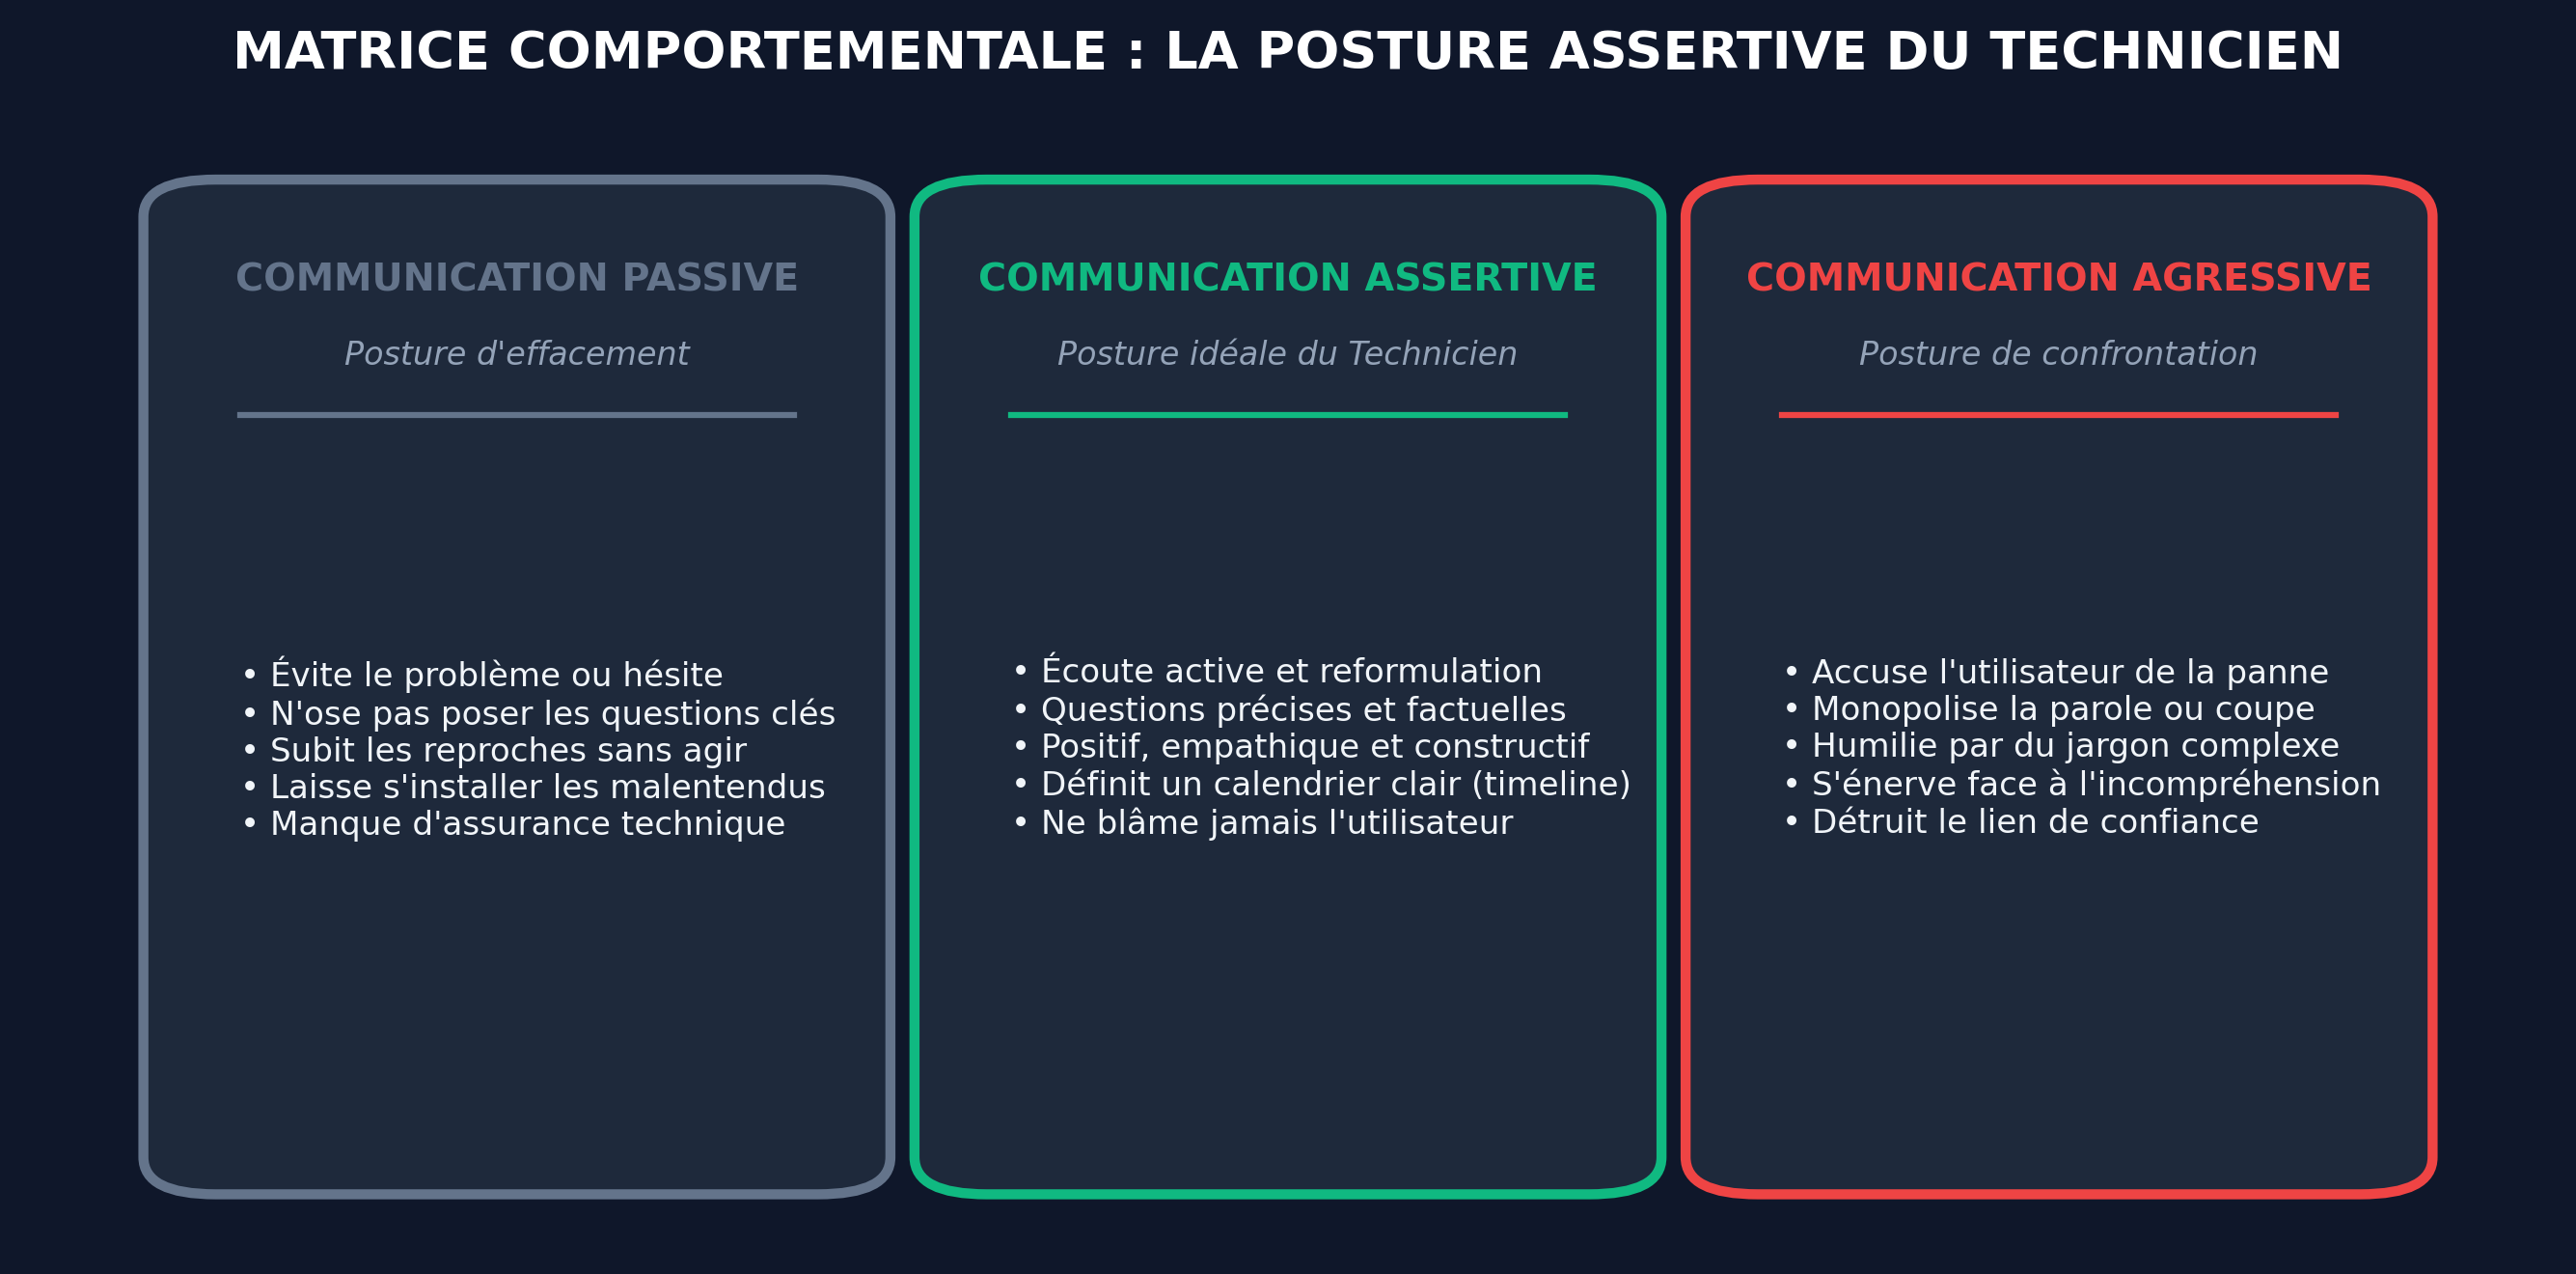 MATRICE COMPORTEMENTALE : LA POSTURE ASSERTIVE DU TECHNICIEN
COMMUNICATION PASSIVE
Posture d'effacement
• Évite le problème ou hésite
• N'ose pas poser les questions clés
• Subit les reproches sans agir
• Laisse s'installer les malentendus
• Manque d'assurance technique
COMMUNICATION ASSERTIVE
Posture idéale du Technicien
• Écoute active et reformulation
• Questions précises et factuelles
• Positif, empathique et constructif
• Définit un calendrier clair (timeline)
• Ne blâme jamais l'utilisateur
COMMUNICATION AGRESSIVE
Posture de confrontation
• Accuse l'utilisateur de la panne
• Monopolise la parole ou coupe
• Humilie par du jargon complexe
• S'énerve face à l'incompréhension
• Détruit le lien de confiance